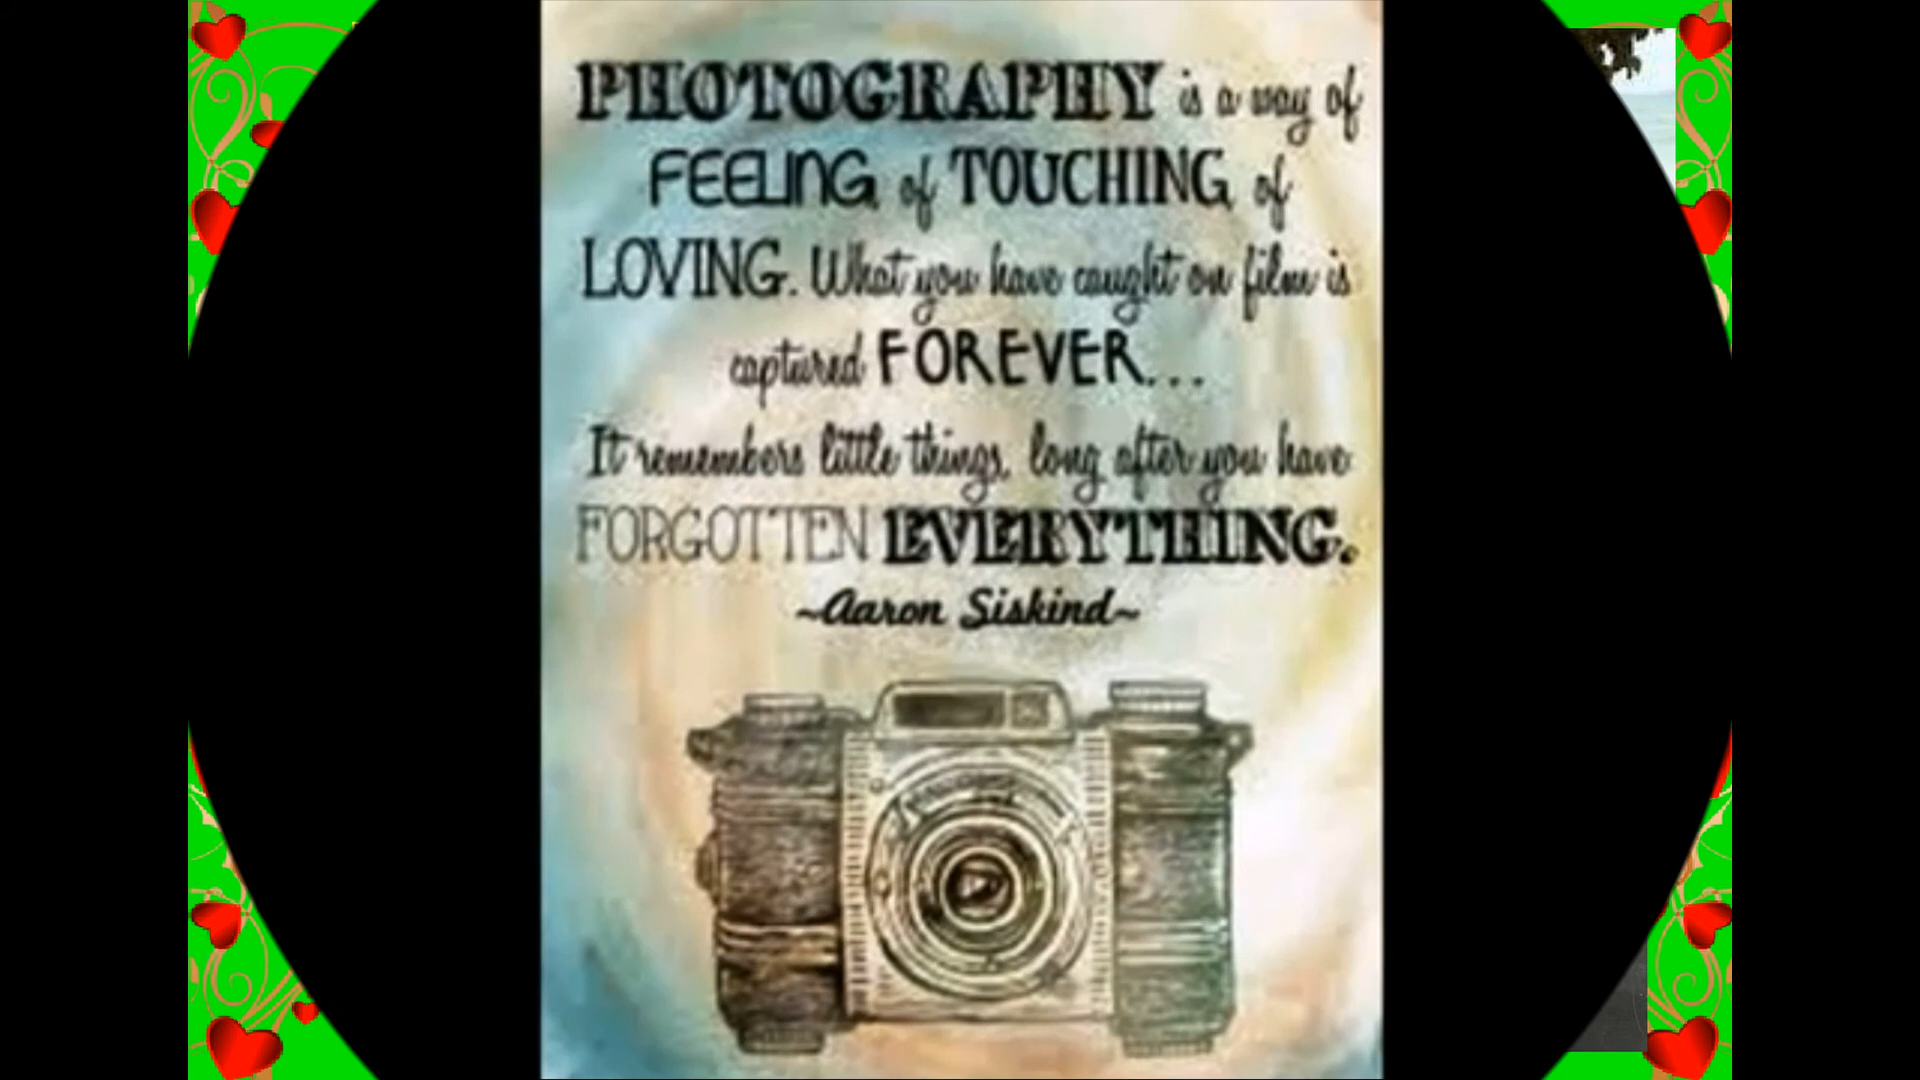 PHOTOGRAPHY is a way of
FEELING, of TOUCHING, of
LOVING. What you have caught on film is
captured FOREVER...
It remembers little things, long after you have
FORGOTTEN EVERYTHING.
~Aaron Siskind~